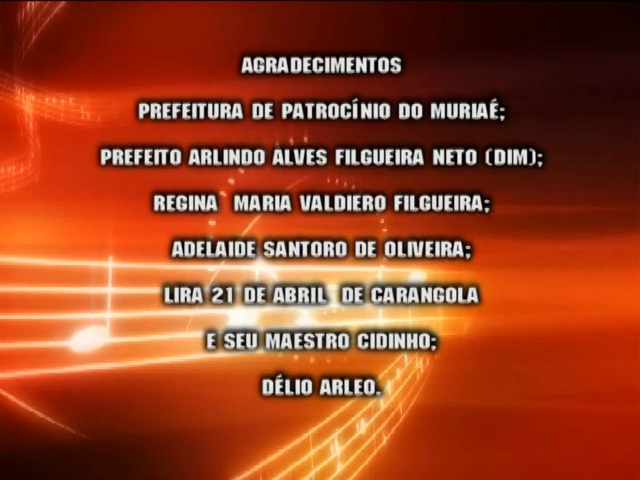 AGRADECIMENTOS
PREFEITURA DE PATROCÍNIO DO MURIAÉ;
PREFEITO ARLINDO ALVES FILGUEIRA NETO (DIM);
REGINA MARIA VALDIERO FILGUEIRA;
ADELAIDE SANTORO DE OLIVEIRA;
LIRA 21 DE ABRIL DE CARANGOLA
E SEU MAESTRO CIDINHO;
DÉLIO ARLEO.